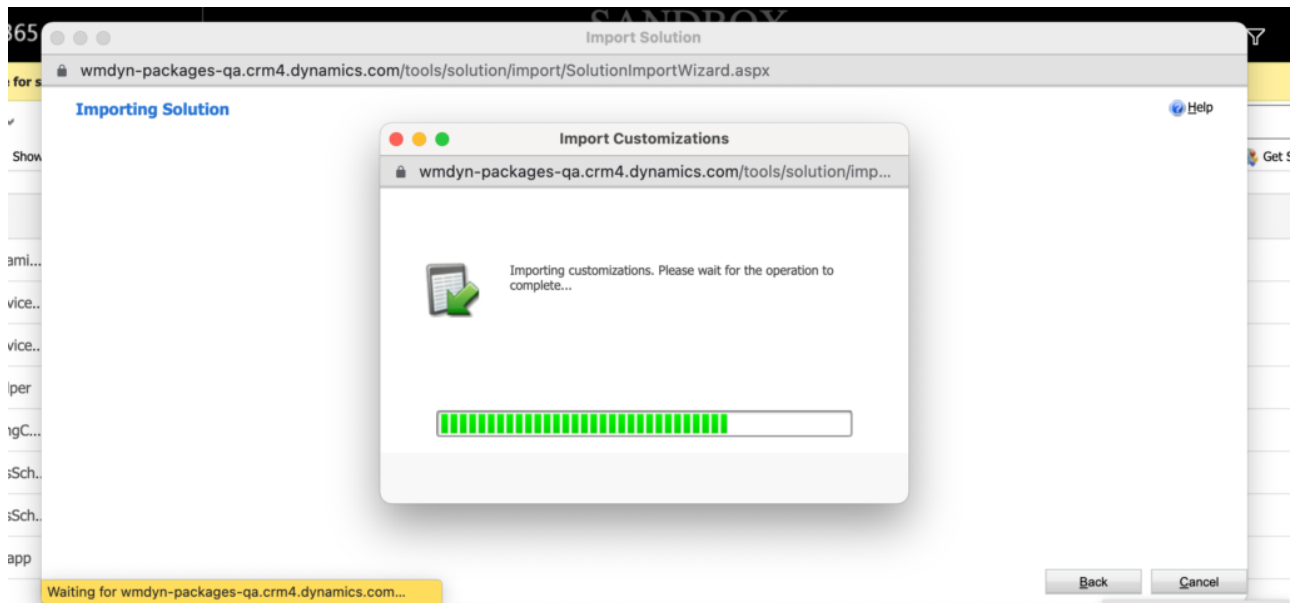 SANDBOX
365
Import Solution
wmdyn-packages-qa.crm4.dynamics.com/tools/solution/import/SolutionImportWizard.aspx
for s
Importing Solution
Help
Import Customizations
Show
Get S
wmdyn-packages-qa.crm4.dynamics.com/tools/solution/imp...
ami...
Importing customizations. Please wait for the operation to
complete...
vice..
vice..
lper
ngC...
sSch..
sSch..
app
Back
Cancel
Waiting for wmdyn-packages-qa.crm4.dynamics.com...